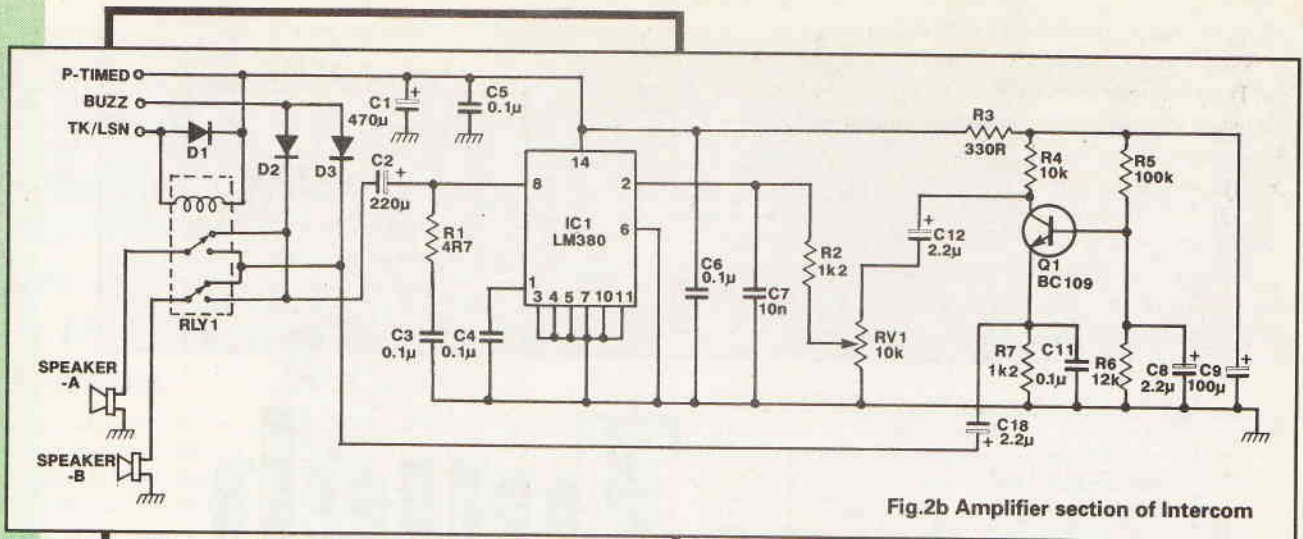 P-TIMED
BUZZ
TK/LSN
D1
D2
D3
RLY1
SPEAKER
-A
SPEAKER
-B
C1
470µ
+
C5
0.1µ
C2
+
220µ
R1
4R7
C3
0.1µ
C4
0.1µ
14
8
2
IC1
LM380
6
1
3 4 5 7 10 11
C6
0.1µ
C7
10n
R2
1k2
RV1
10k
+
C12
2.2µ
R3
330R
R4
10k
R5
100k
Q1
BC109
R7
1k2
C11
0.1µ
R6
12k
+
C8
2.2µ
C9
100µ
+
C18
+ 2.2µ
Fig.2b Amplifier section of Intercom